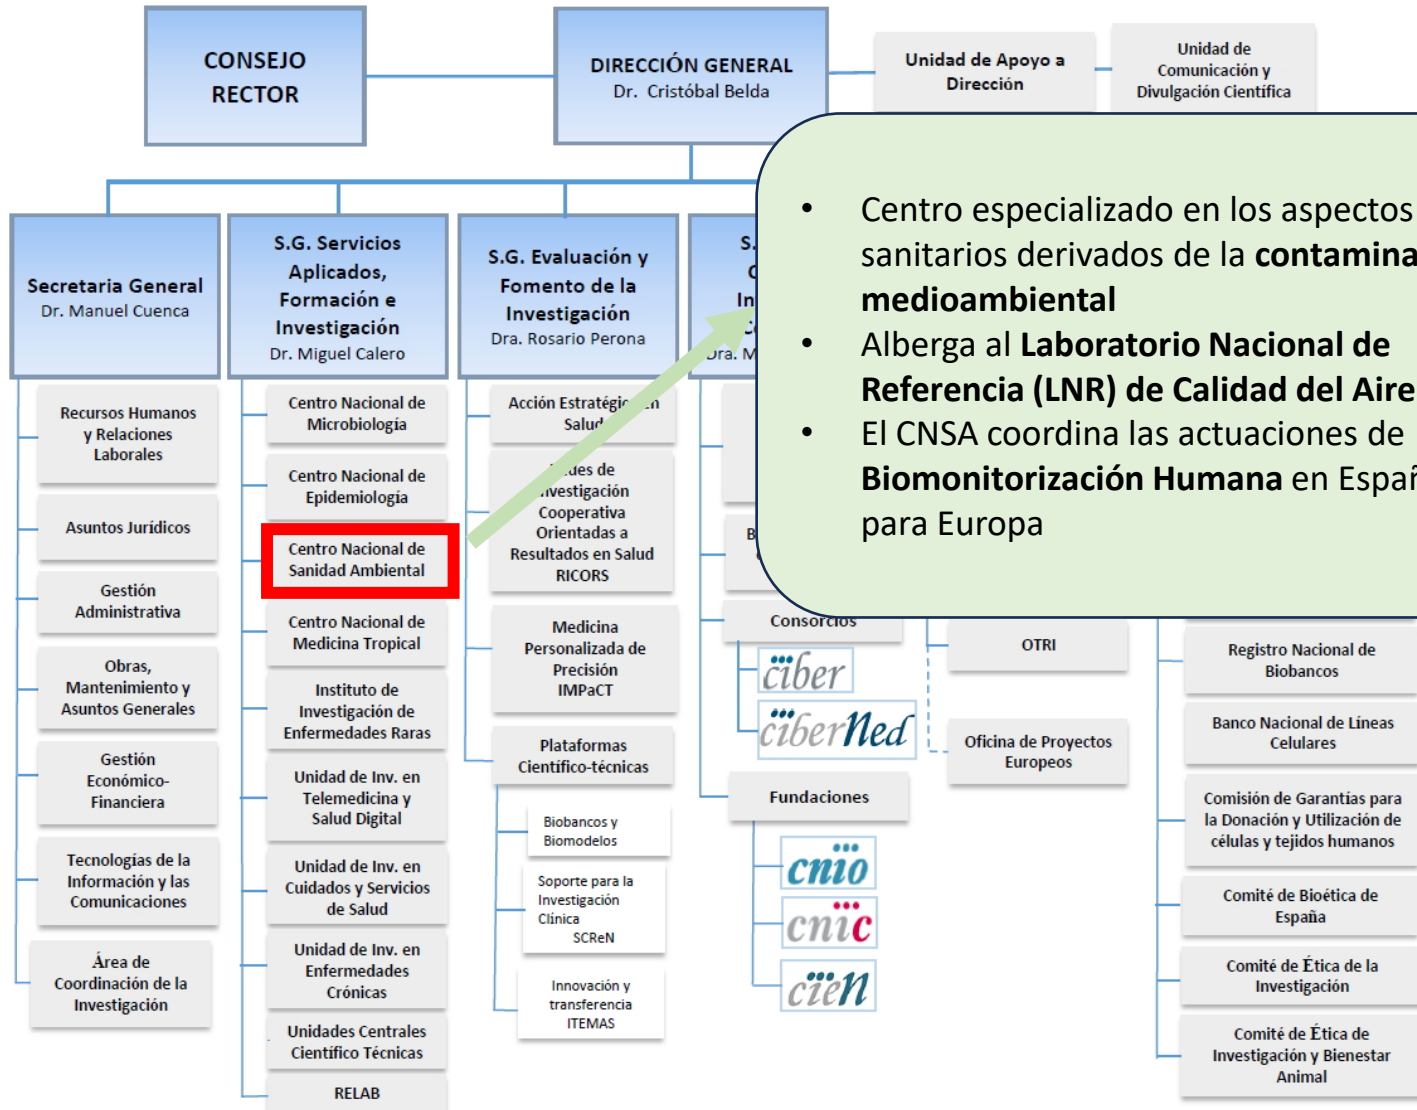 CONSEJO
RECTOR
DIRECCIÓN GENERAL
Dr. Cristóbal Belda
Unidad de Apoyo a
Dirección
Unidad de
Comunicación y
Divulgación Científica
Secretaria General
Dr. Manuel Cuenca
S.G. Servicios
Aplicados,
Formación e
Investigación
Dr. Miguel Calero
S.G. Evaluación y
Fomento de la
Investigación
Dra. Rosario Perona
S.
In
Dra. M
• Centro especializado en los aspectos
sanitarios derivados de la contamina
medioambiental
• Alberga al Laboratorio Nacional de
Referencia (LNR) de Calidad del Aire
• El CNSA coordina las actuaciones de
Biomonitorización Humana en Espa
para Europa
Recursos Humanos
y Relaciones
Laborales
Asuntos Jurídicos
Gestión
Administrativa
Obras,
Mantenimiento y
Asuntos Generales
Gestión
Económico-
Financiera
Tecnologías de la
Información y las
Comunicaciones
Área de
Coordinación de la
Investigación
Centro Nacional de
Microbiología
Centro Nacional de
Epidemiología
Centro Nacional de
Sanidad Ambiental
Centro Nacional de
Medicina Tropical
Instituto de
Investigación de
Enfermedades Raras
Unidad de Inv. en
Telemedicina y
Salud Digital
Unidad de Inv. en
Cuidados y Servicios
de Salud
Unidad de Inv. en
Enfermedades
Crónicas
Unidades Centrales
Científico Técnicas
RELAB
Acción Estratégica en
Salud
Redes de
Investigación
Cooperativa
Orientadas a
Resultados en Salud
RICORS
Medicina
Personalizada de
Precisión
IMPaCT
Plataformas
Científico-técnicas
Biobancos y
Biomodelos
Soporte para la
Investigación
Clínica
SCReN
Innovación y
transferencia
ITEMAS
B
Consorcios
ciber
ciberned
Fundaciones
cnio
cnic
cien
OTRI
Oficina de Proyectos
Europeos
Registro Nacional de
Biobancos
Banco Nacional de Líneas
Celulares
Comisión de Garantías para
la Donación y Utilización de
células y tejidos humanos
Comité de Bioética de
España
Comité de Ética de la
Investigación
Comité de Ética de
Investigación y Bienestar
Animal